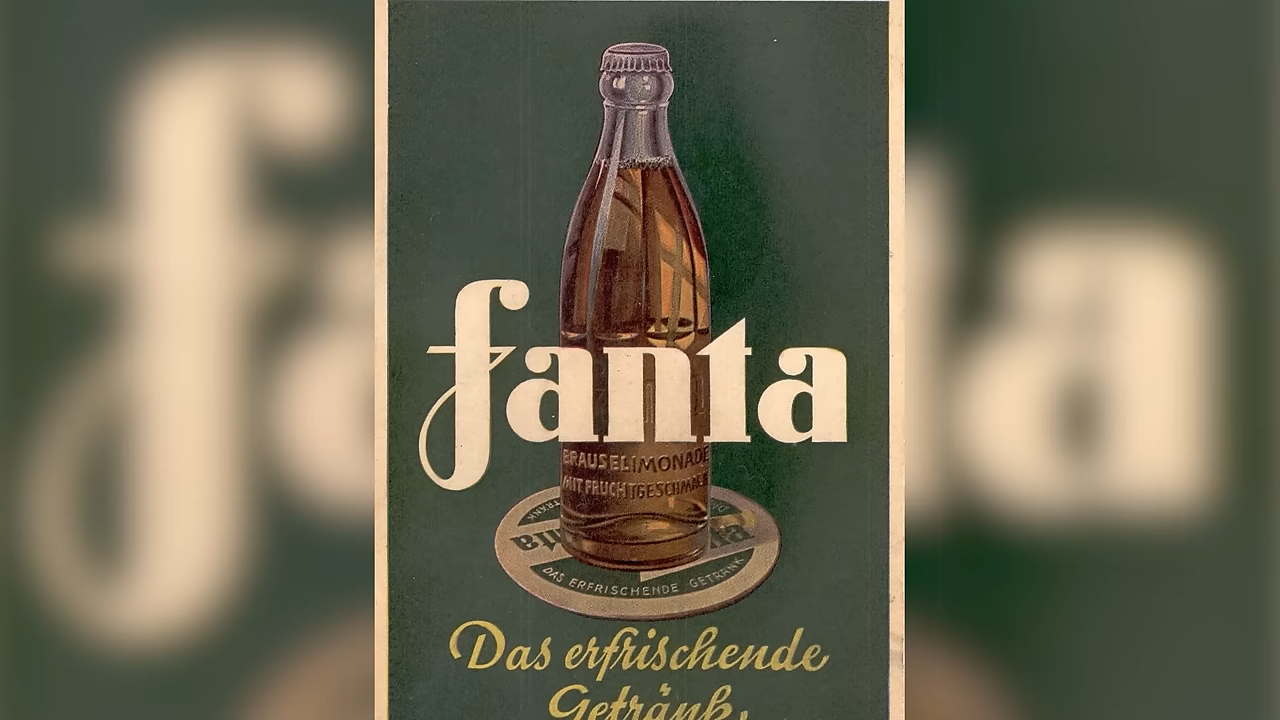 fanta
BRAUSELIMONADE
MIT FRUCHTGESCHMACK
DAS ERFRISCHENDE GETRÄNK
Das erfrischende
Getränk,